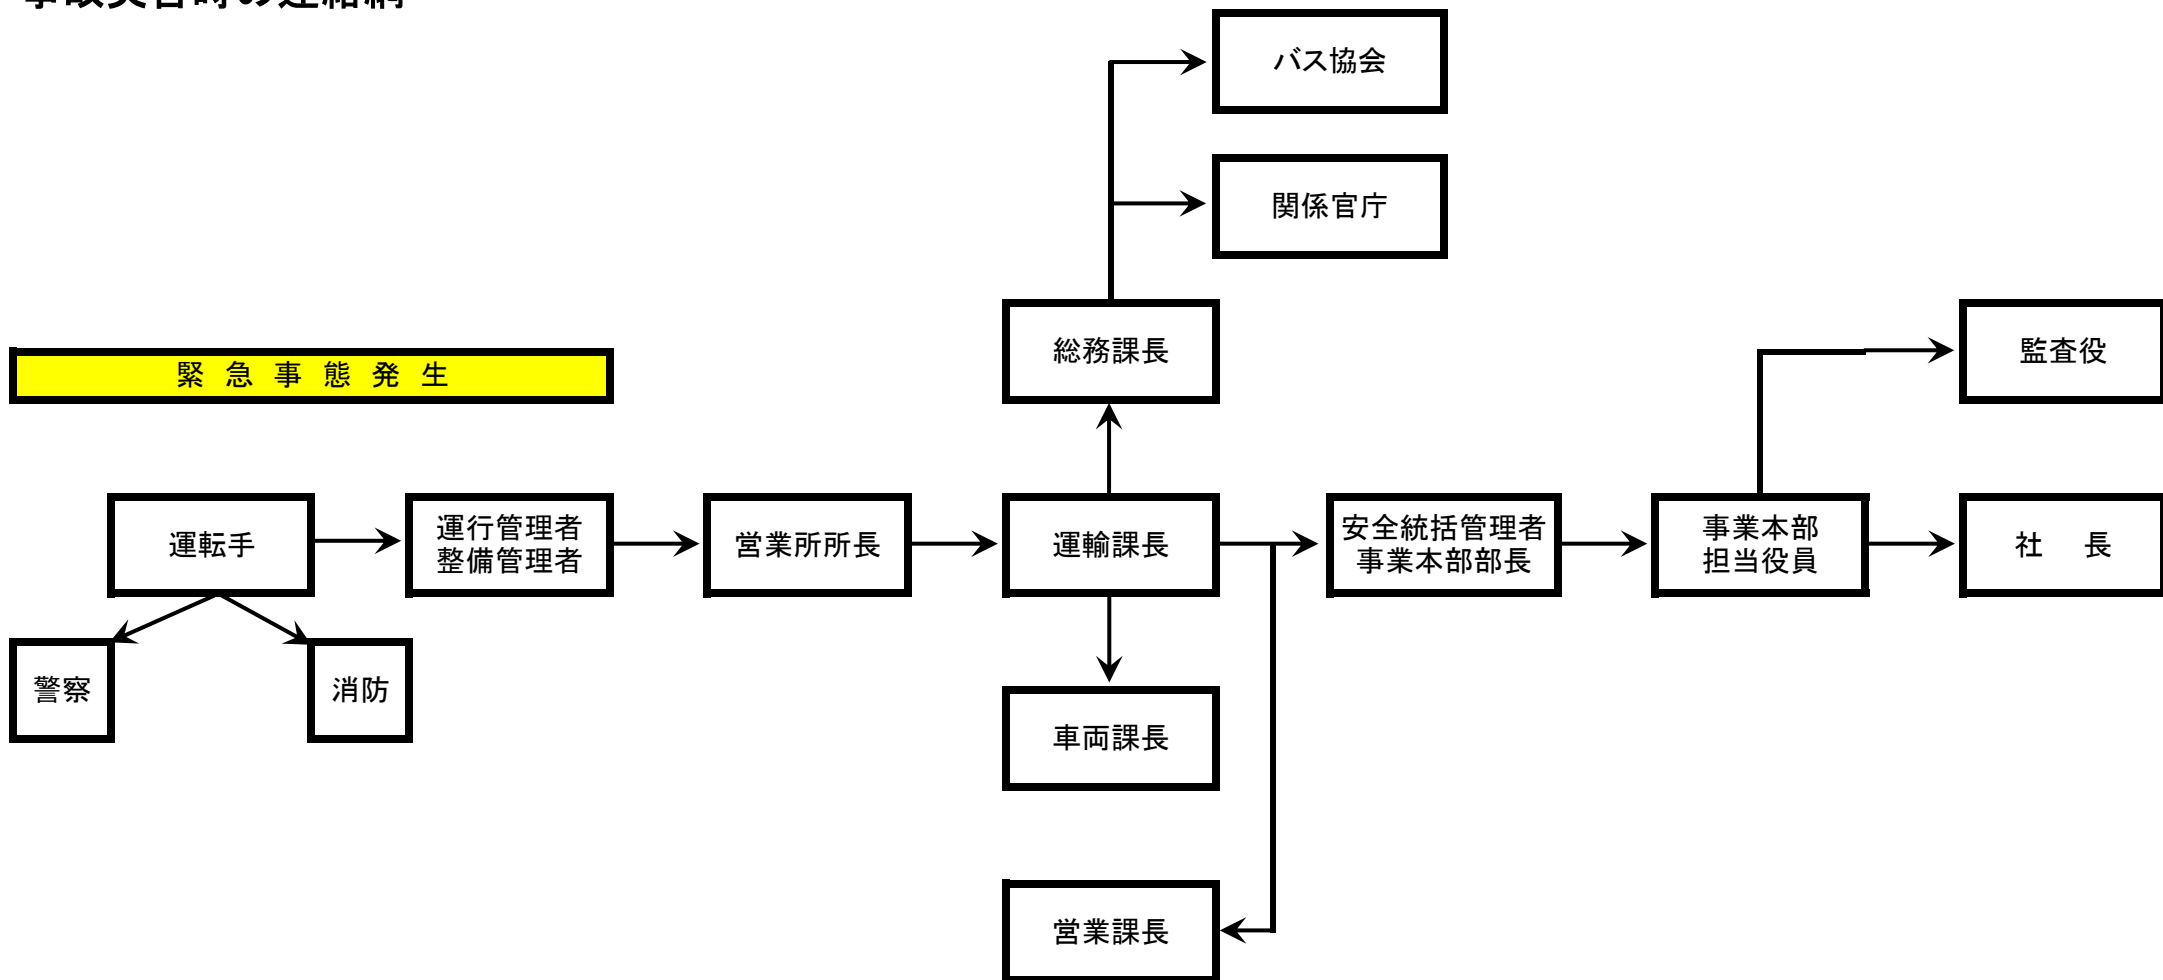 バス協会
関係官庁
総務課長
監査役
緊 急 事 態 発 生
運転手
運行管理者
整備管理者
営業所所長
運輸課長
安全統括管理者
事業本部部長
事業本部
担当役員
社 長
警察
消防
車両課長
営業課長